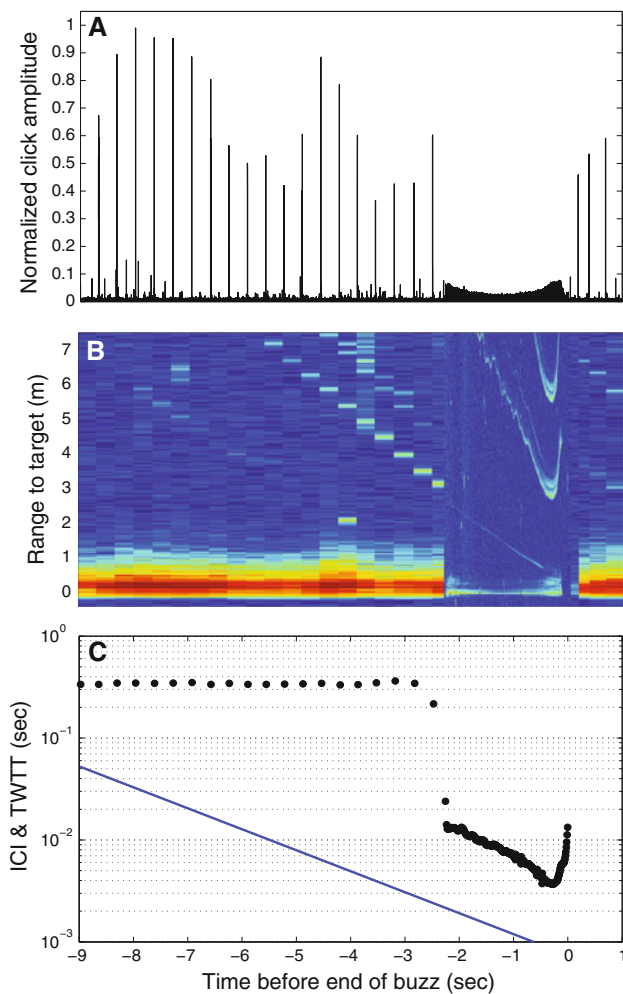 A
Normalized click amplitude
1
0.9
0.8
0.7
0.6
0.5
0.4
0.3
0.2
0.1
0
B
Range to target (m)
7
6
5
4
3
2
1
0
C
ICI & TWTT (sec)
10^0
10^-1
10^-2
10^-3
-9 -8 -7 -6 -5 -4 -3 -2 -1 0 1
Time before end of buzz (sec)